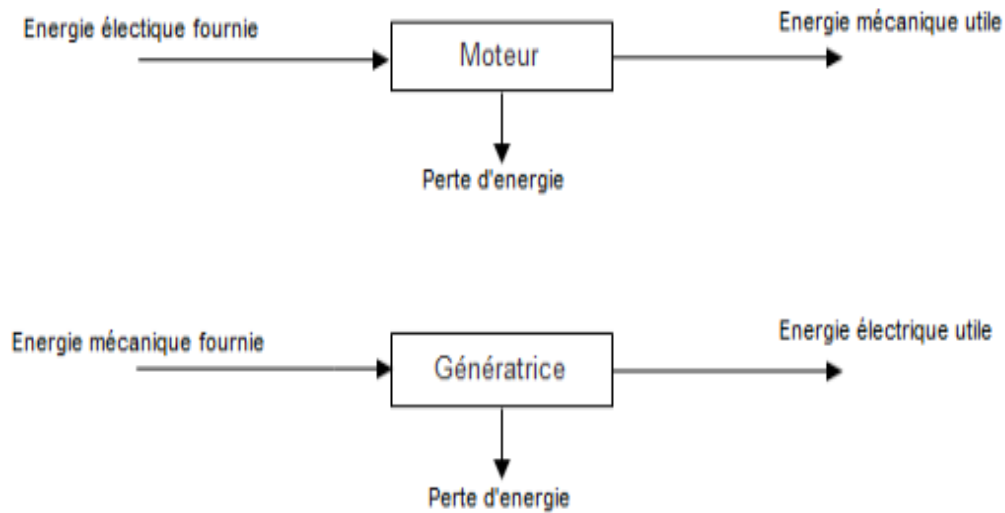 Energie électique fournie
Moteur
Energie mécanique utile
Perte d'energie
Energie mécanique fournie
Génératrice
Energie électrique utile
Perte d'energie